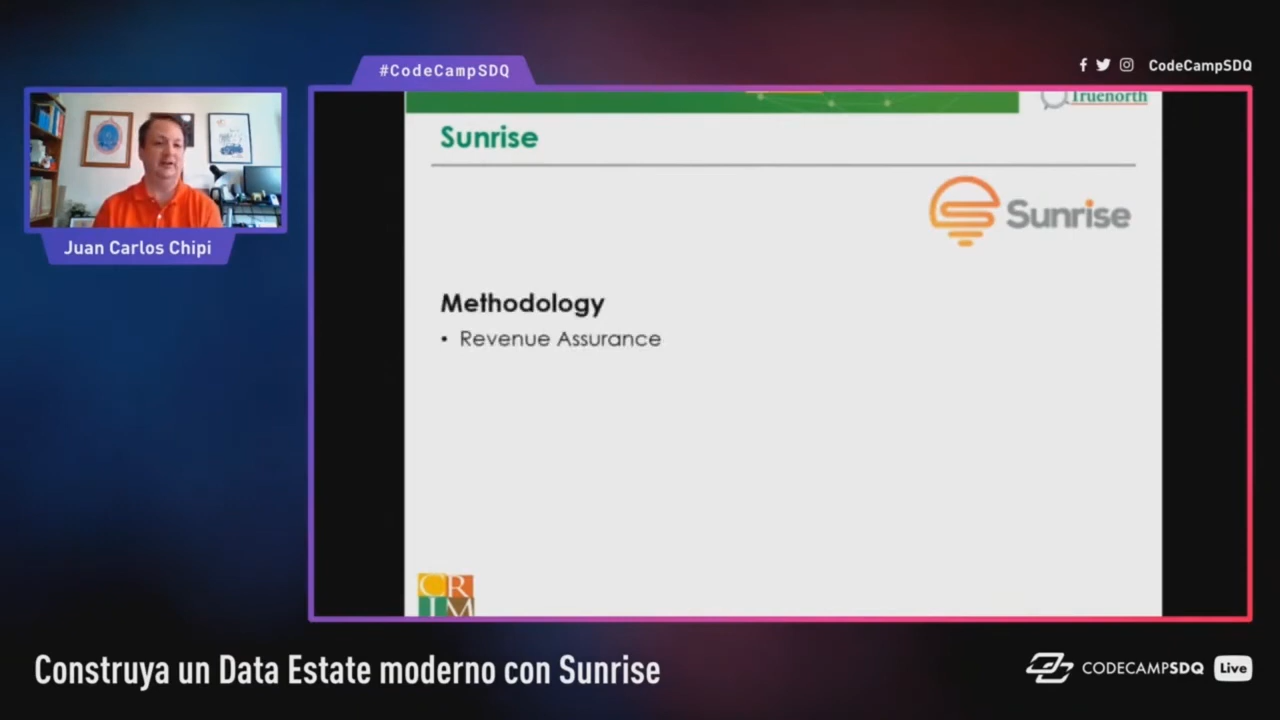 #CodeCampSDQ
CodeCampSDQ
Truenorth
Sunrise
Sunrise
Juan Carlos Chipi
Methodology
• Revenue Assurance
CR
IM
Construya un Data Estate moderno con Sunrise
CODECAMPSDQ Live